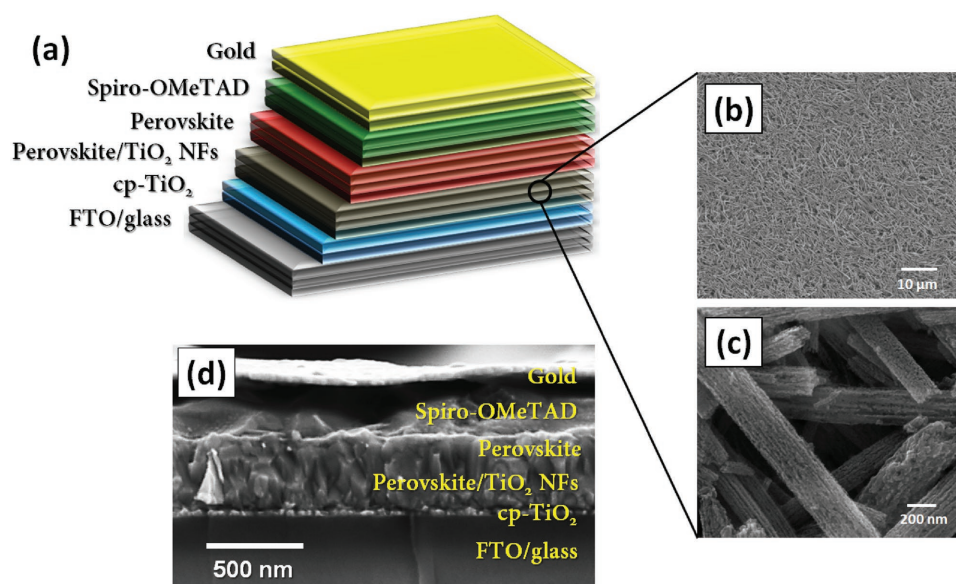 (a)
Gold
Spiro-OMeTAD
Perovskite
Perovskite/TiO₂ NFs
cp-TiO₂
FTO/glass
(b)
10 µm
(c)
200 nm
(d)
Gold
Spiro-OMeTAD
Perovskite
Perovskite/TiO₂ NFs
cp-TiO₂
FTO/glass
500 nm